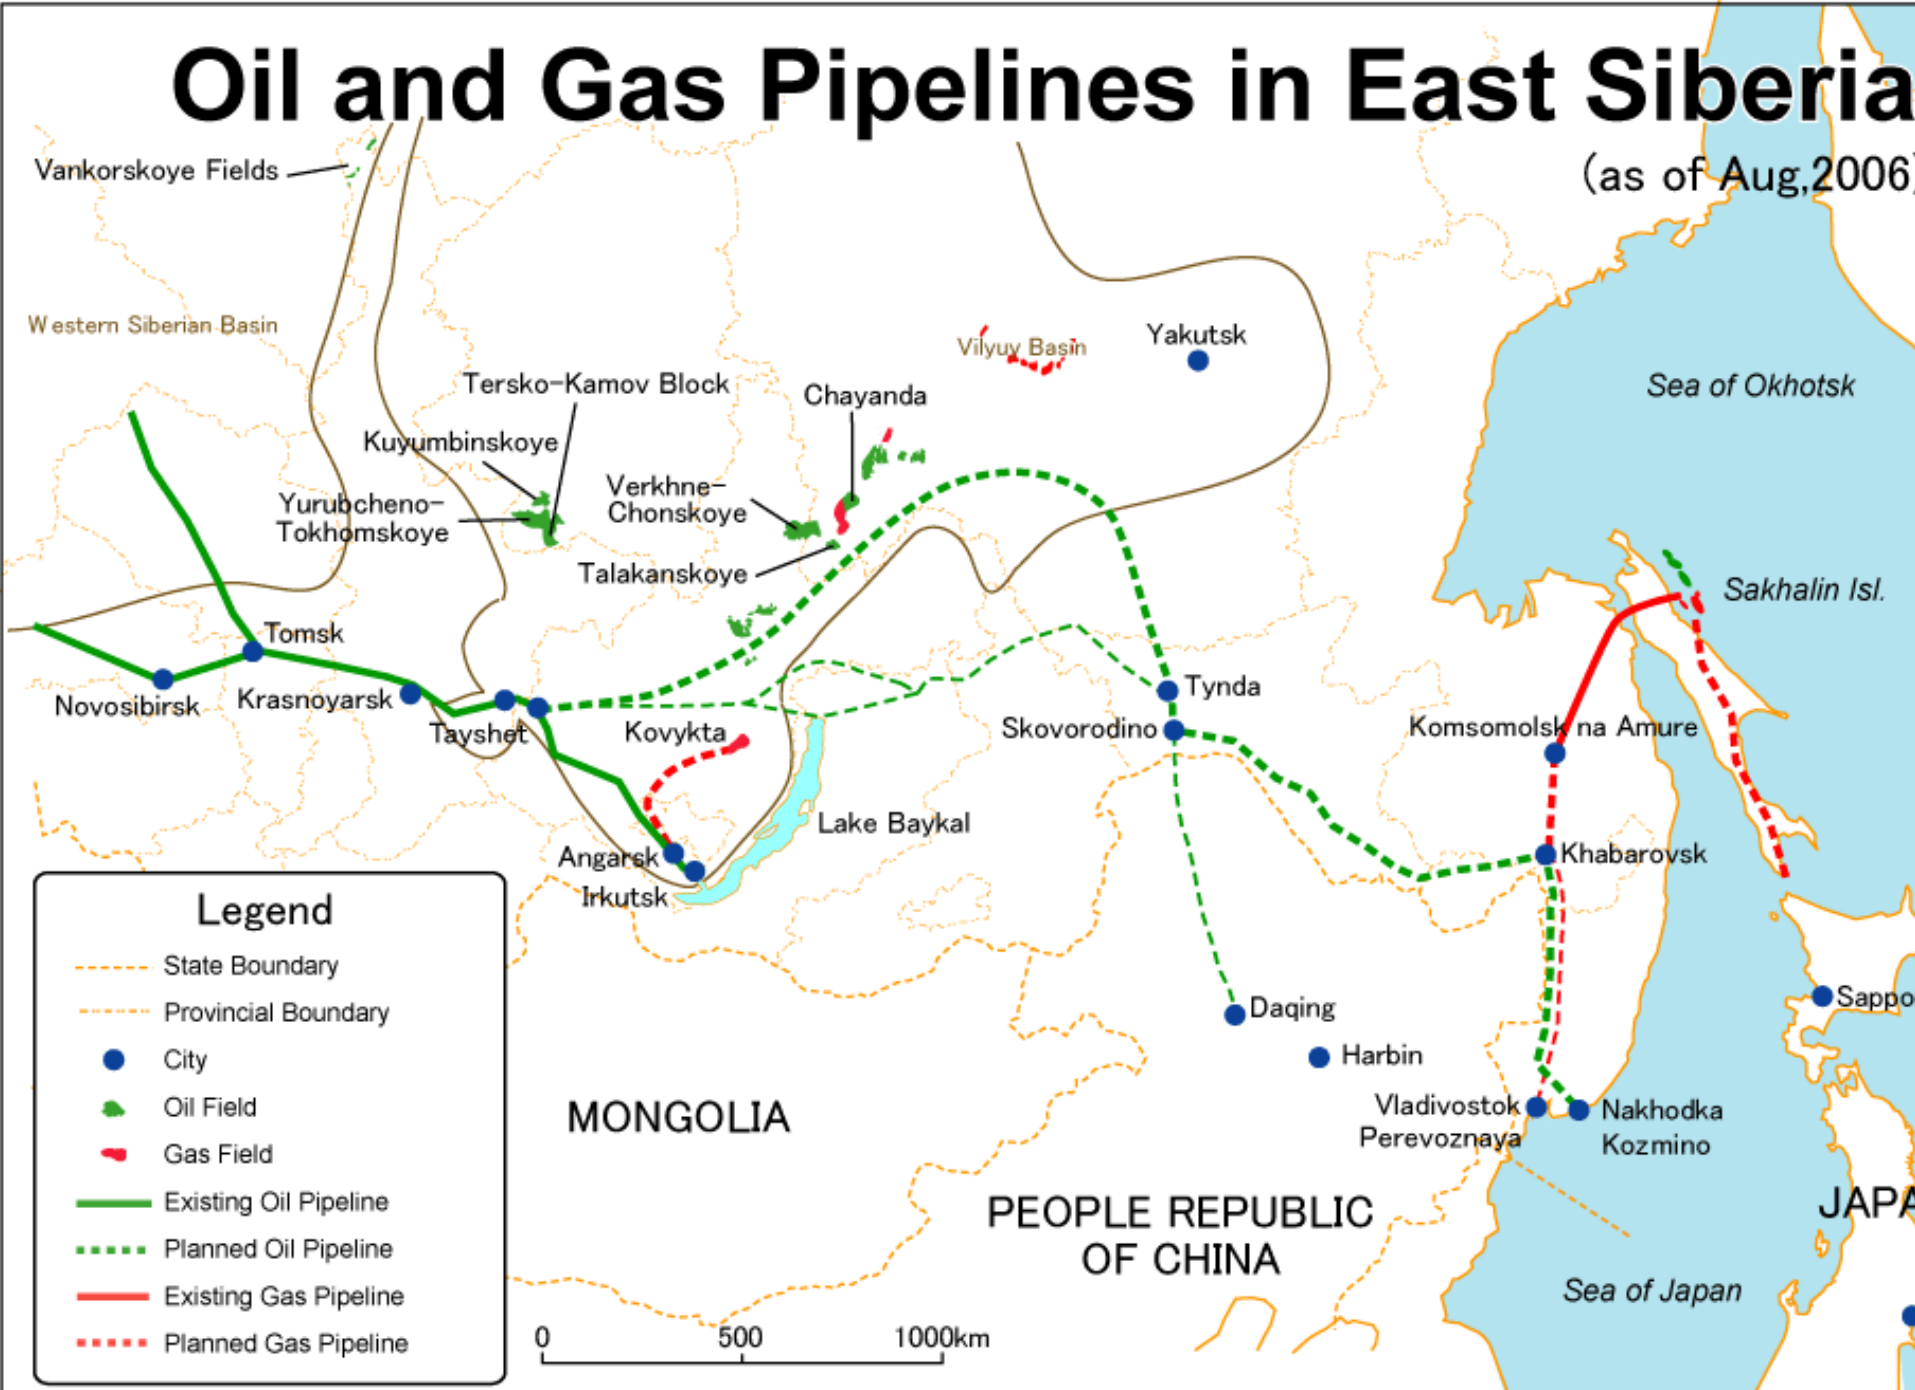 Oil and Gas Pipelines in East Siberia
(as of Aug,2006)
Vankorskoye Fields
Western Siberian Basin
Vilyuy Basin
Yakutsk
Tersko-Kamov Block
Chayanda
Sea of Okhotsk
Kuyumbinskoye
Yurubcheno-
Tokhomskoye
Verkhne-
Chonskoye
Talakanskoye
Sakhalin Isl.
Tomsk
Novosibirsk
Krasnoyarsk
Tayshet
Kovykta
Tynda
Skovorodino
Komsomolsk na Amure
Lake Baykal
Angarsk
Irkutsk
Khabarovsk
Legend
State Boundary
Provincial Boundary
City
Oil Field
Gas Field
Existing Oil Pipeline
Planned Oil Pipeline
Existing Gas Pipeline
Planned Gas Pipeline
Daqing
Harbin
Sappo
MONGOLIA
Vladivostok
Perevoznaya
Nakhodka
Kozmino
PEOPLE REPUBLIC
OF CHINA
JAPA
Sea of Japan
0 500 1000km